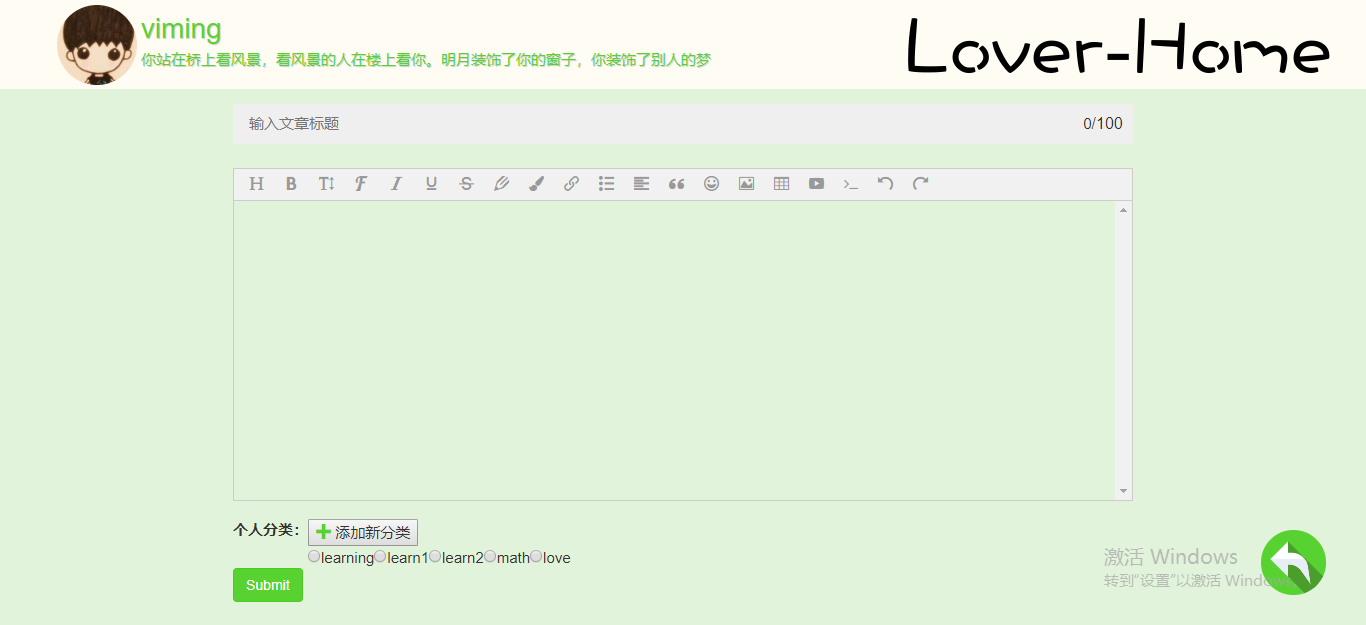 viming
Lover-Home
你站在桥上看风景，看风景的人在楼上看你。明月装饰了你的窗子，你装饰了别人的梦
输入文章标题
0/100
个人分类：
添加新分类
learning learn1 learn2 math love
Submit
激活 Windows
转到"设置"以激活 Windows。